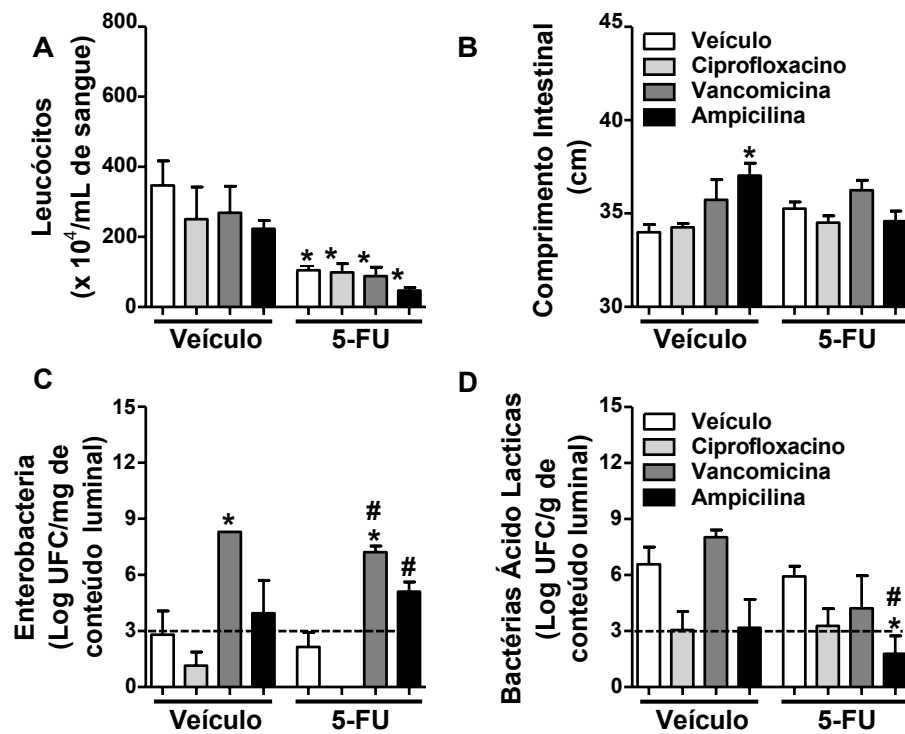 A
Leucócitos
(x 10⁴/mL de sangue)
800
600
400
200
0
* * * *
Veículo 5-FU
B
Comprimento Intestinal
(cm)
45
40
35
30
Veículo
Ciprofloxacino
Vancomicina
Ampicilina
*
Veículo 5-FU
C
Enterobacteria
(Log UFC/mg de
conteúdo luminal)
15
12
9
6
3
0
*
#
*
#
Veículo 5-FU
D
Bactérias Ácido Lacticas
(Log UFC/g de
conteúdo luminal)
15
12
9
6
3
0
Veículo
Ciprofloxacino
Vancomicina
Ampicilina
#
*
Veículo 5-FU